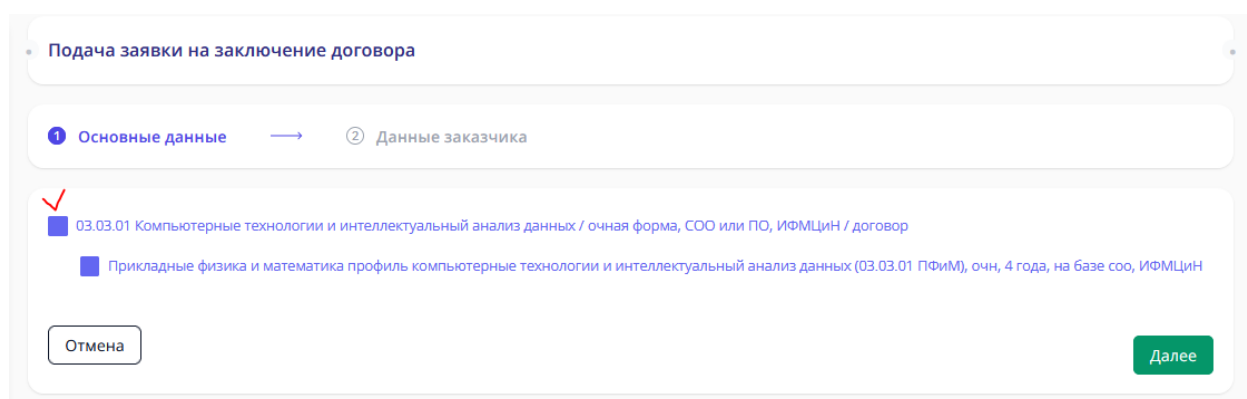 Подача заявки на заключение договора
1 Основные данные → 2 Данные заказчика
03.03.01 Компьютерные технологии и интеллектуальный анализ данных / очная форма, СОО или ПО, ИФМЦиН / договор
Прикладные физика и математика профиль компьютерные технологии и интеллектуальный анализ данных (03.03.01 ПФиМ), очн, 4 года, на базе соо, ИФМЦиН
Отмена
Далее